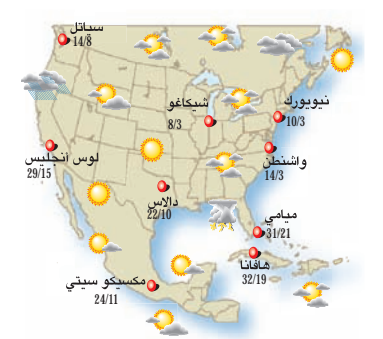 سياتل
14/8
شيكاغو
8/3
نيويورك
10/3
لوس أنجليس
29/15
واشنطن
14/3
دالاس
22/10
ميامي
31/21
هافانا
32/19
مكسيكو سيتي
24/11